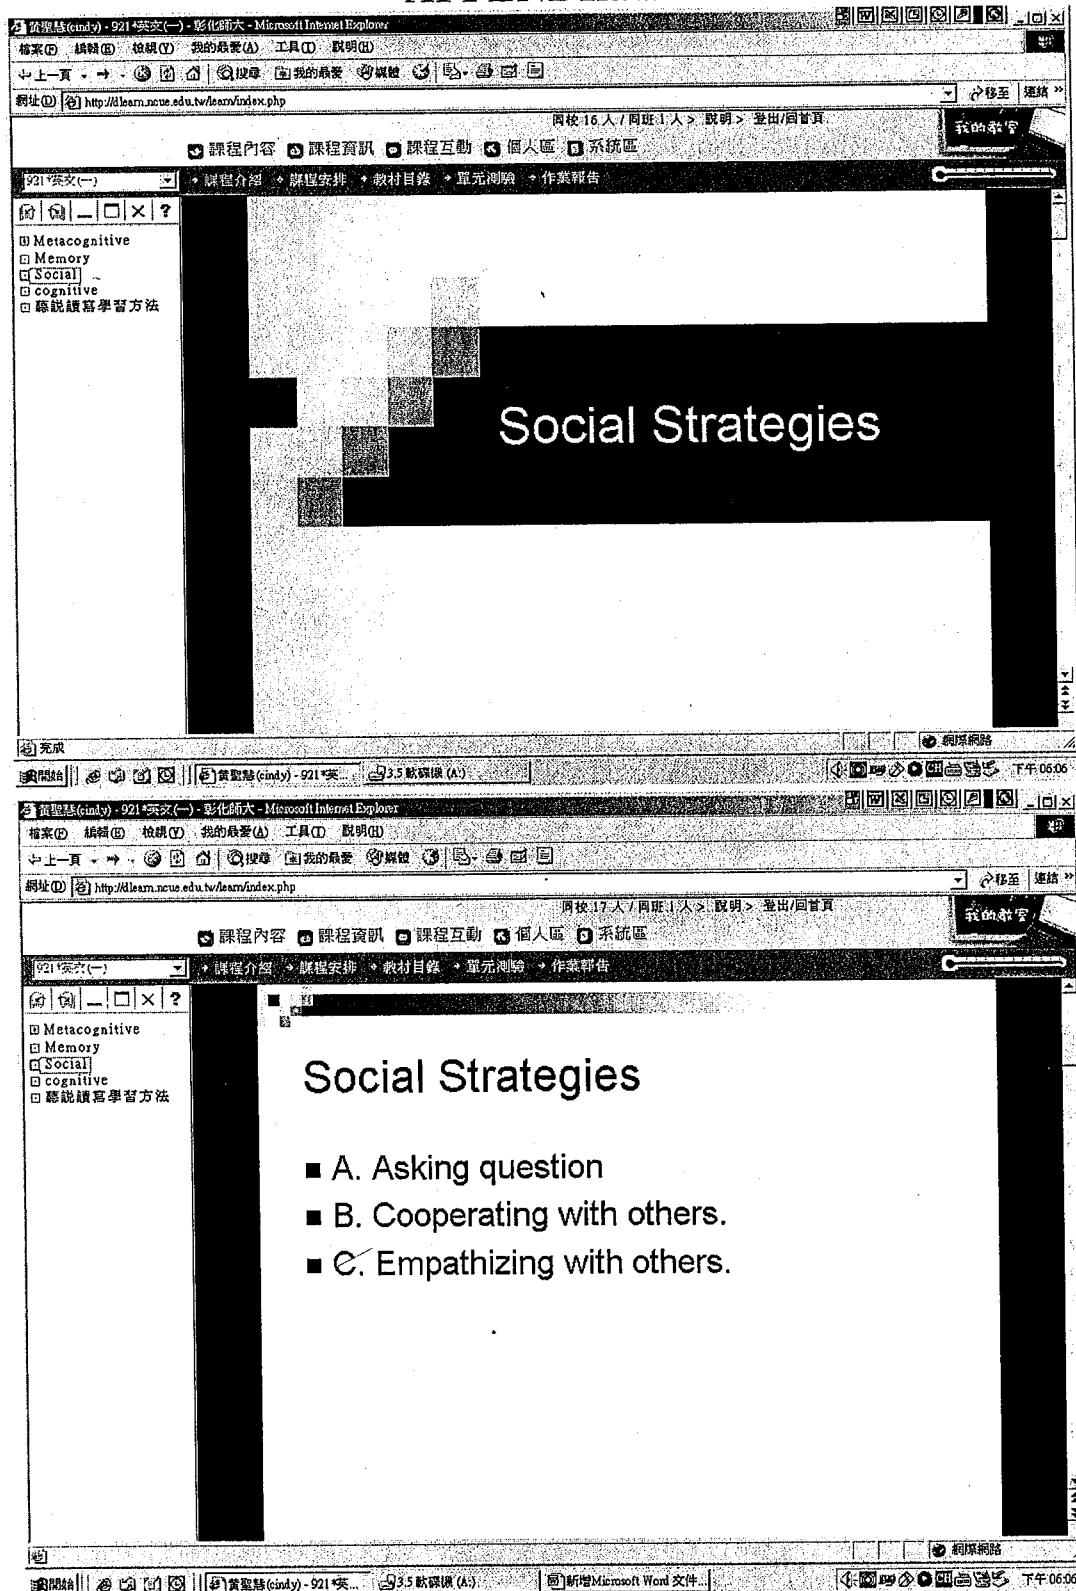 黃聖慧(cindy) - 921*英文(一) - 彰化師大 - Microsoft Internet Explorer
檔案(F) 編輯(E) 檢視(V) 我的最愛(A) 工具(T) 說明(H)
上一頁 搜尋 我的最愛 媒體
網址(D) http://dlearn.ncue.edu.tw/learn/index.php 移至 連結 »
同校 16 人 / 同班 1 人 > 說明 > 登出/回首頁
我的教室
課程內容 課程資訊 課程互動 個人區 系統區
921*英文(一) 課程介紹 課程安排 教材目錄 單元測驗 作業報告
Metacognitive
Memory
Social
cognitive
聽說讀寫學習方法
Social Strategies
完成 網際網路
開始 黃聖慧(cindy) - 921*英... 3.5 軟碟機 (A:) 下午 06:06
黃聖慧(cindy) - 921*英文(一) - 彰化師大 - Microsoft Internet Explorer
檔案(F) 編輯(E) 檢視(V) 我的最愛(A) 工具(T) 說明(H)
上一頁 搜尋 我的最愛 媒體
網址(D) http://dlearn.ncue.edu.tw/learn/index.php 移至 連結 »
同校 17 人 / 同班 1 人 > 說明 > 登出/回首頁
我的教室
課程內容 課程資訊 課程互動 個人區 系統區
921*英文(一) 課程介紹 課程安排 教材目錄 單元測驗 作業報告
Metacognitive
Memory
Social
cognitive
聽說讀寫學習方法
Social Strategies
■ A. Asking question
■ B. Cooperating with others.
■ C. Empathizing with others.
網際網路
開始 黃聖慧(cindy) - 921*英... 3.5 軟碟機 (A:) 新增Microsoft Word 文件... 下午 06:06